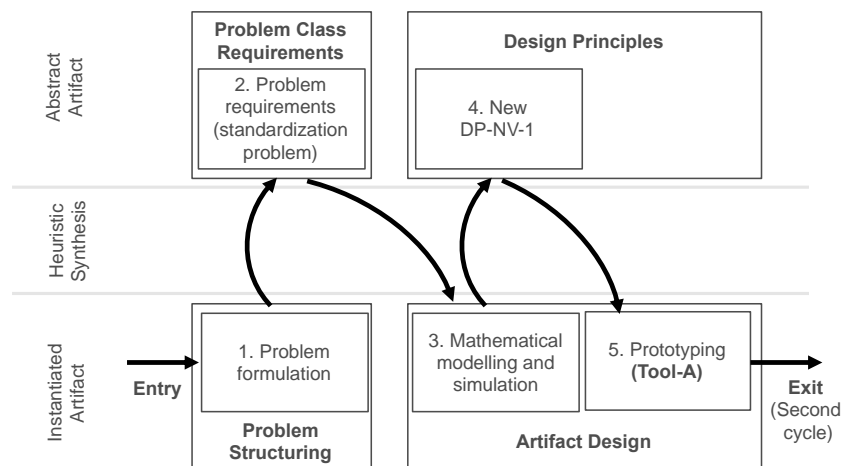 Abstract
Artifact
Problem Class
Requirements
2. Problem
requirements
(standardization
problem)
Design Principles
4. New
DP-NV-1
Heuristic
Synthesis
Instantiated
Artifact
Entry
1. Problem
formulation
Problem
Structuring
3. Mathematical
modelling and
simulation
5. Prototyping
(Tool-A)
Artifact Design
Exit
(Second
cycle)